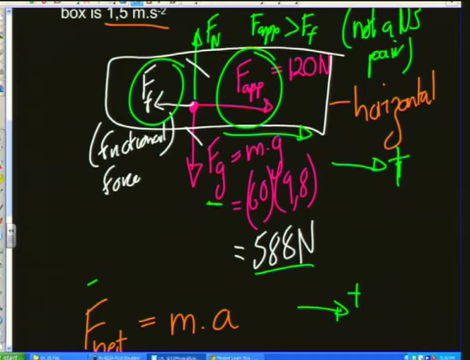 box is 1,5 m.s-2
FN
Fapp > Ff
(not a N3
pair)
Ff
Fapp = 120N
horizontal
(frictional
force
Fg = m.g
+
= (60)(9,8)
= 588N
+
Fnet = m.a
start